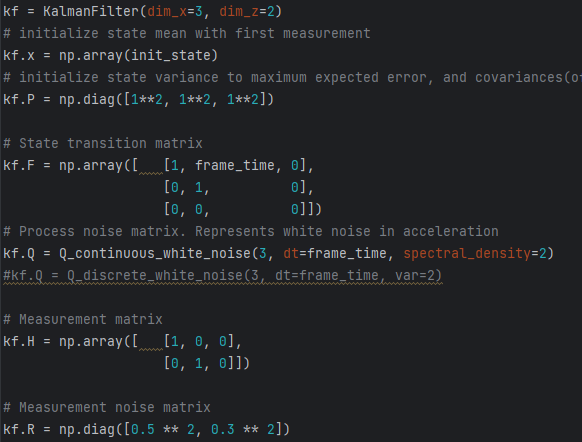 kf = KalmanFilter(dim_x=3, dim_z=2)
# initialize state mean with first measurement
kf.x = np.array(init_state)
# initialize state variance to maximum expected error, and covariances(
kf.P = np.diag([1**2, 1**2, 1**2])
# State transition matrix
kf.F = np.array([   [1, frame_time, 0],
[0, 1,          0],
[0, 0,          0]])
# Process noise matrix. Represents white noise in acceleration
kf.Q = Q_continuous_white_noise(3, dt=frame_time, spectral_density=2)
#kf.Q = Q_discrete_white_noise(3, dt=frame_time, var=2)
# Measurement matrix
kf.H = np.array([   [1, 0, 0],
[0, 1, 0]])
# Measurement noise matrix
kf.R = np.diag([0.5 ** 2, 0.3 ** 2])